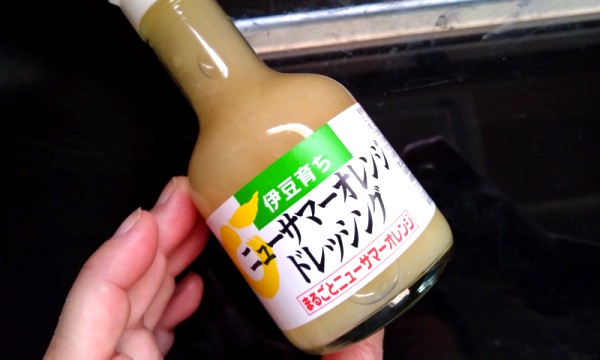 伊豆育ち
ニューサマーオレンジ
ドレッシング
まるごとニューサマーオレンジ